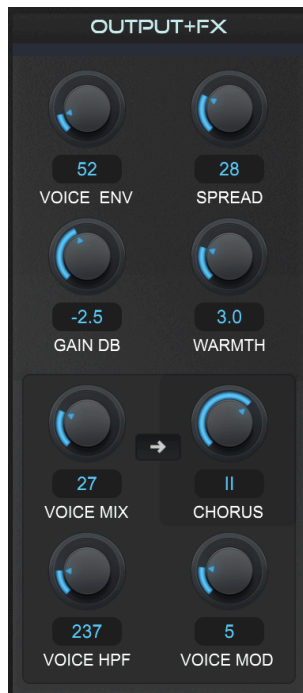 OUTPUT+FX
52 28
VOICE ENV SPREAD
-2.5 3.0
GAIN DB WARMTH
27 II
VOICE MIX CHORUS
237 5
VOICE HPF VOICE MOD